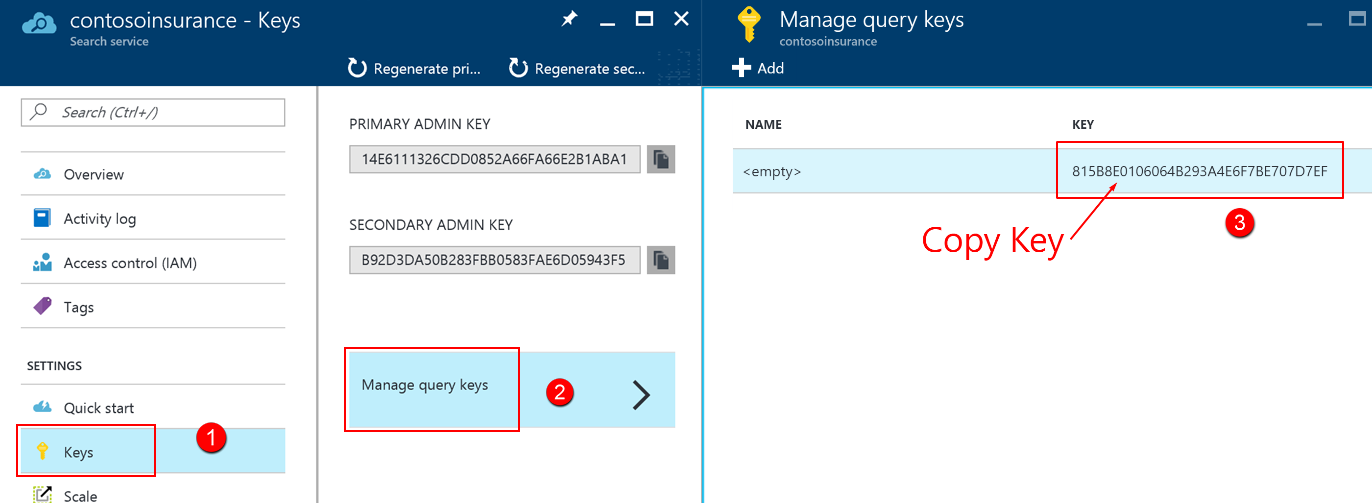 contosoinsurance - Keys
Search service
Regenerate pri...
Regenerate sec...
Search (Ctrl+/)
Overview
Activity log
Access control (IAM)
Tags
SETTINGS
Quick start
Keys
1
Scale
PRIMARY ADMIN KEY
14E6111326CDD0852A66FA66E2B1ABA1
SECONDARY ADMIN KEY
B92D3DA50B283FBB0583FAE6D05943F5
Manage query keys
2
Manage query keys
contosoinsurance
Add
NAME
KEY
<empty>
815B8E0106064B293A4E6F7BE707D7EF
Copy Key
3